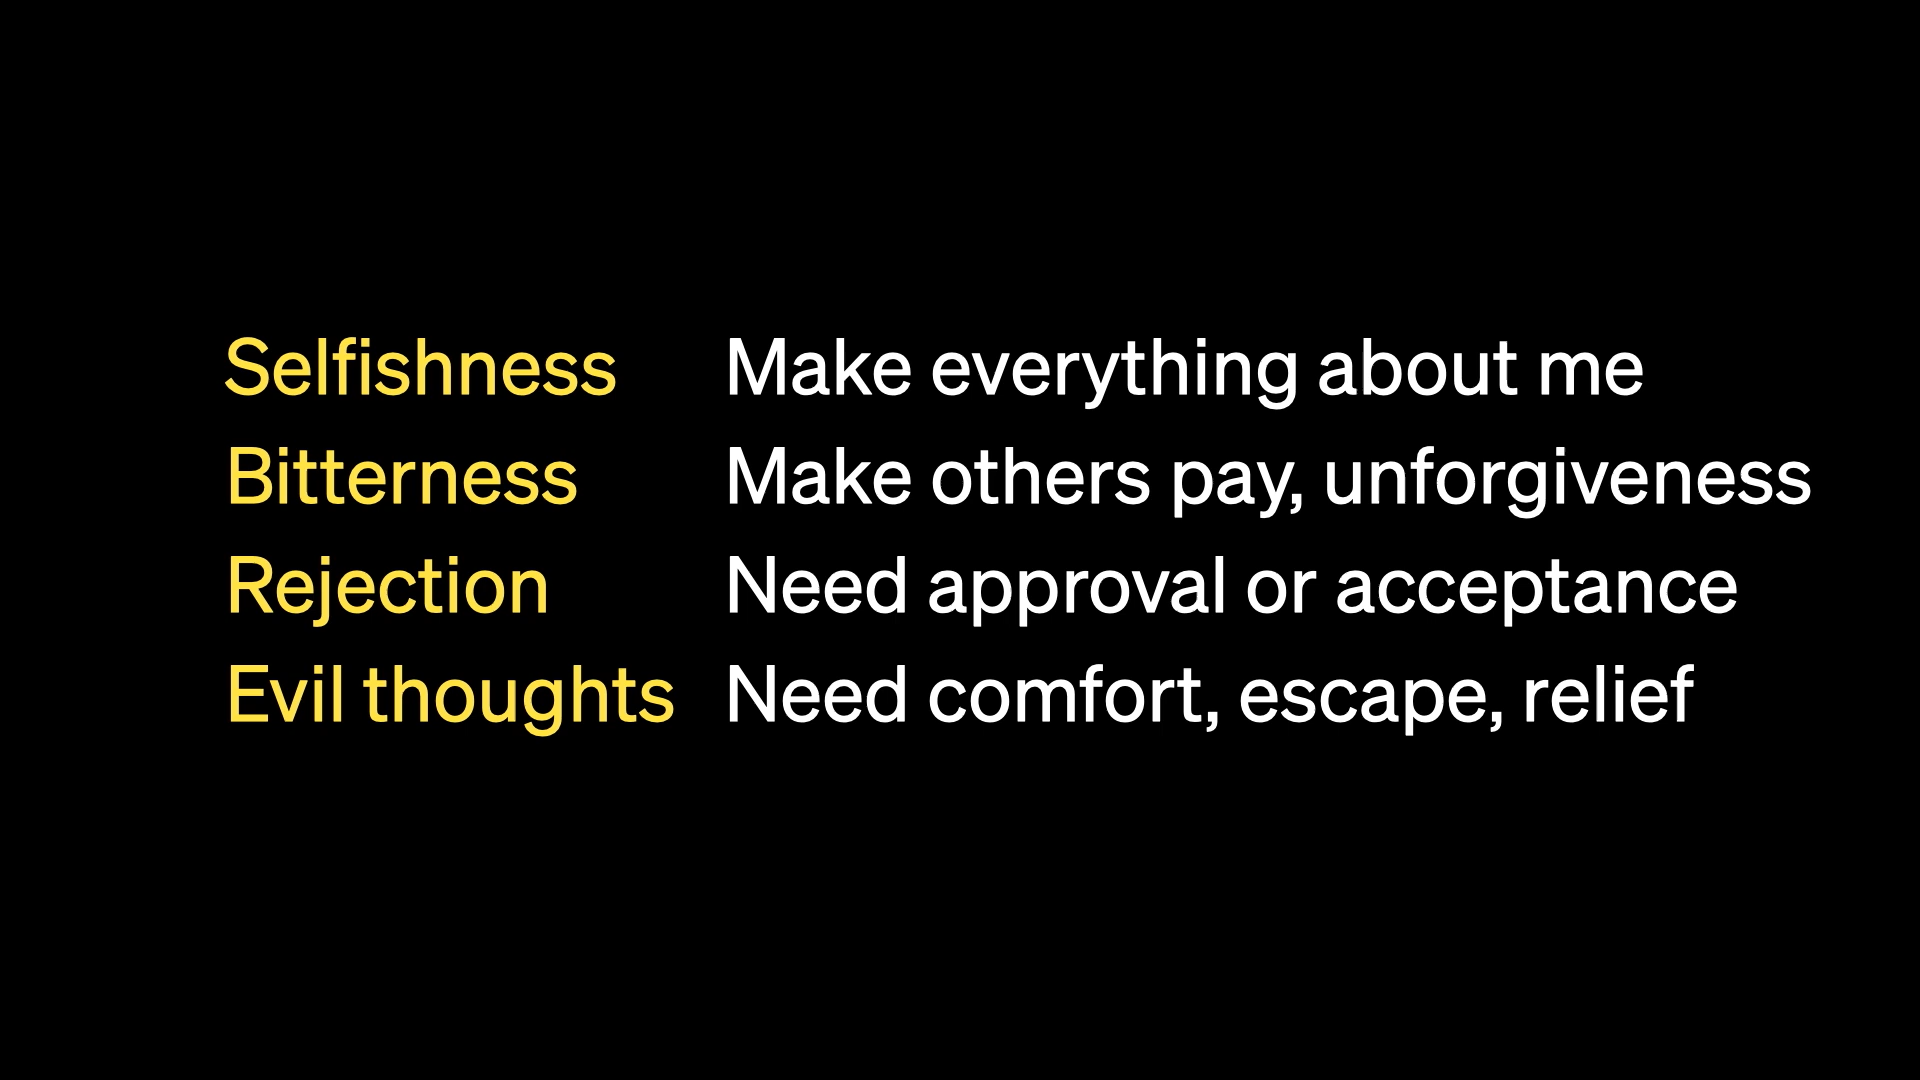 Selfishness Make everything about me
Bitterness Make others pay, unforgiveness
Rejection Need approval or acceptance
Evil thoughts Need comfort, escape, relief